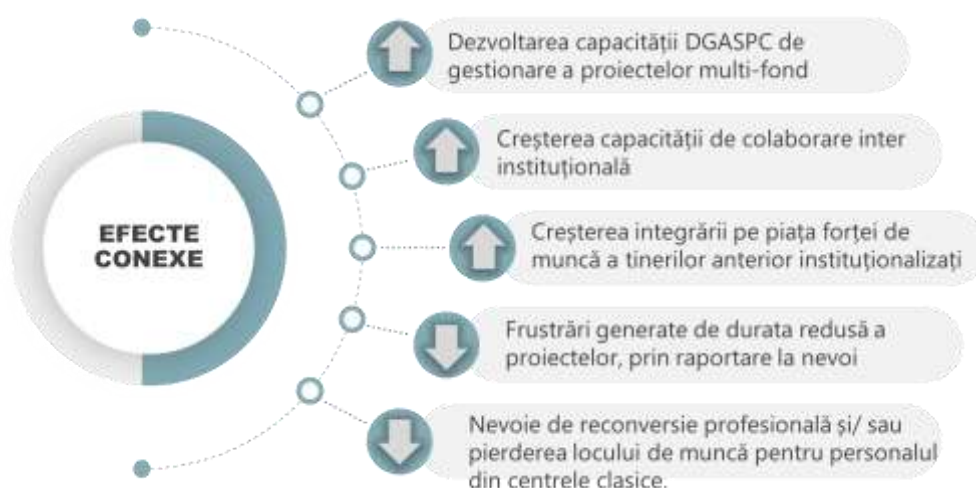 EFECTE
CONEXE
Dezvoltarea capacității DGASPC de
gestionare a proiectelor multi-fond
Creșterea capacității de colaborare inter
instituțională
Creșterea integrării pe piața forței de
muncă a tinerilor anterior instituționalizați
Frustrări generate de durata redusă a
proiectelor, prin raportare la nevoi
Nevoie de reconversie profesională și/ sau
pierderea locului de muncă pentru personalul
din centrele clasice.